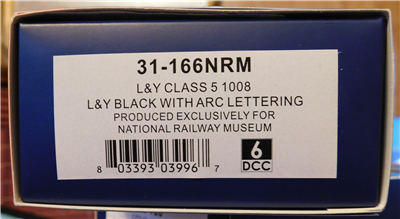 31-166NRM
L&Y CLASS 5 1008
L&Y BLACK WITH ARC LETTERING
PRODUCED EXCLUSIVELY FOR
NATIONAL RAILWAY MUSEUM
8 03393 03996 7
6
DCC